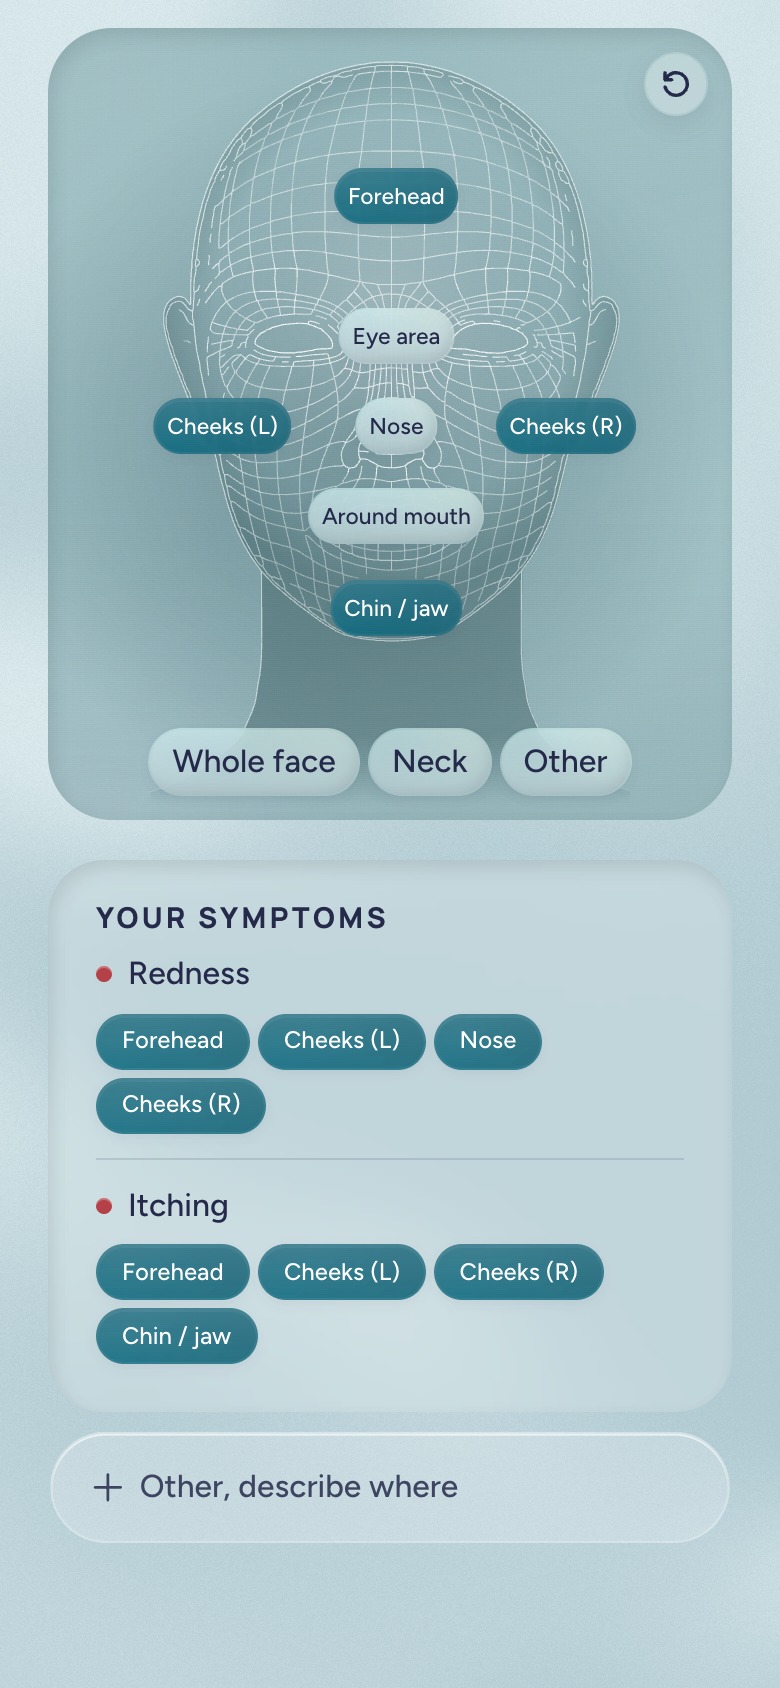 Forehead
Eye area
Cheeks (L) Nose Cheeks (R)
Around mouth
Chin / jaw
Whole face Neck Other
YOUR SYMPTOMS
Redness
Forehead Cheeks (L) Nose
Cheeks (R)
Itching
Forehead Cheeks (L) Cheeks (R)
Chin / jaw
Other, describe where